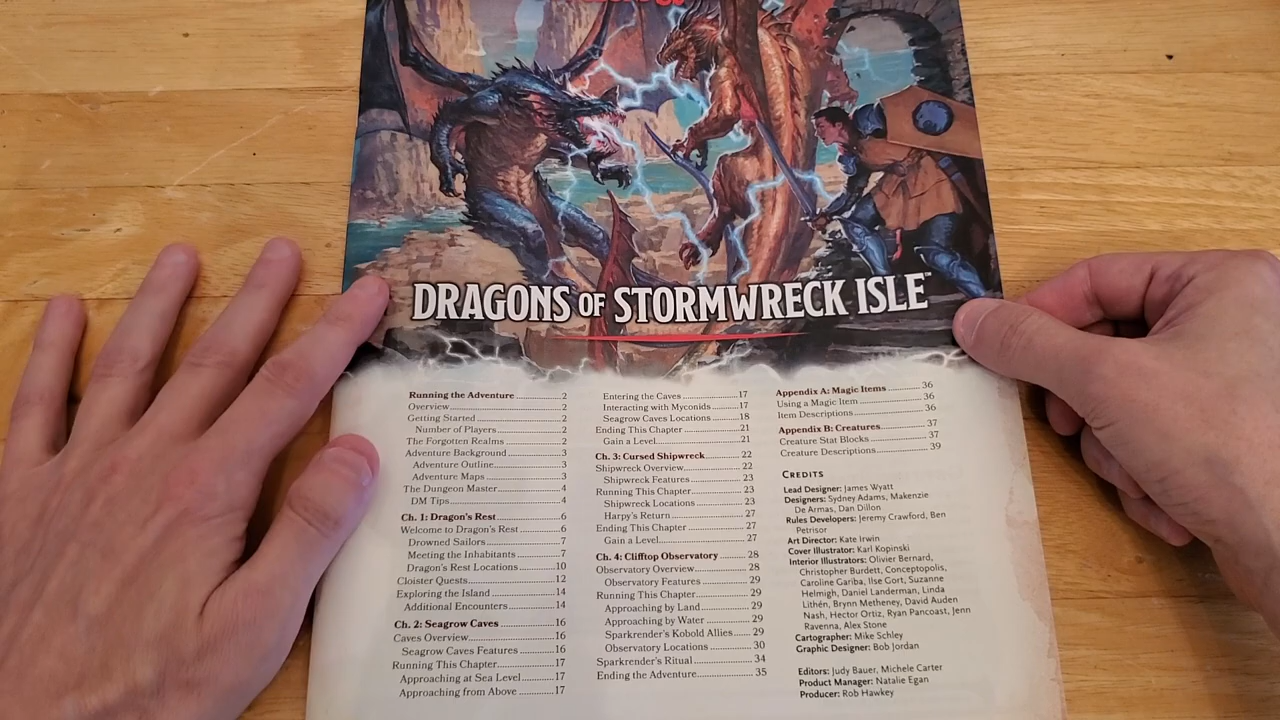 DRAGONS OF STORMWRECK ISLE™
Running the Adventure 2
Overview 2
Getting Started 2
Number of Players 2
The Forgotten Realms 2
Adventure Background 3
Adventure Outline 3
Adventure Maps 3
The Dungeon Master 4
DM Tips 4
Ch. 1: Dragon's Rest 6
Welcome to Dragon's Rest 6
Drowned Sailors 7
Meeting the Inhabitants 7
Dragon's Rest Locations 10
Cloister Quests 12
Exploring the Island 14
Additional Encounters 14
Ch. 2: Seagrow Caves 16
Caves Overview 16
Seagrow Caves Features 16
Running This Chapter 17
Approaching at Sea Level 17
Approaching from Above 17
Entering the Caves 17
Interacting with Myconids 17
Seagrow Caves Locations 18
Ending This Chapter 21
Gain a Level 21
Ch. 3: Cursed Shipwreck 22
Shipwreck Overview 22
Shipwreck Features 23
Running This Chapter 23
Shipwreck Locations 23
Harpy's Return 27
Ending This Chapter 27
Gain a Level 27
Ch. 4: Clifftop Observatory 28
Observatory Overview 28
Observatory Features 29
Running This Chapter 29
Approaching by Land 29
Approaching by Water 29
Sparkrender's Kobold Allies 29
Observatory Locations 30
Sparkrender's Ritual 34
Ending the Adventure 35
Appendix A: Magic Items 36
Using a Magic Item 36
Item Descriptions 36
Appendix B: Creatures 37
Creature Stat Blocks 37
Creature Descriptions 39
CREDITS
Lead Designer: James Wyatt
Designers: Sydney Adams, Makenzie
De Armas, Dan Dillon
Rules Developers: Jeremy Crawford, Ben
Petrisor
Art Director: Kate Irwin
Cover Illustrator: Karl Kopinski
Interior Illustrators: Olivier Bernard,
Christopher Burdett, Conceptopolis,
Caroline Gariba, Ilse Gort, Suzanne
Helmigh, Daniel Landerman, Linda
Lithén, Brynn Metheney, David Auden
Nash, Hector Ortiz, Ryan Pancoast, Jenn
Ravenna, Alex Stone
Cartographer: Mike Schley
Graphic Designer: Bob Jordan
Editors: Judy Bauer, Michele Carter
Product Manager: Natalie Egan
Producer: Rob Hawkey